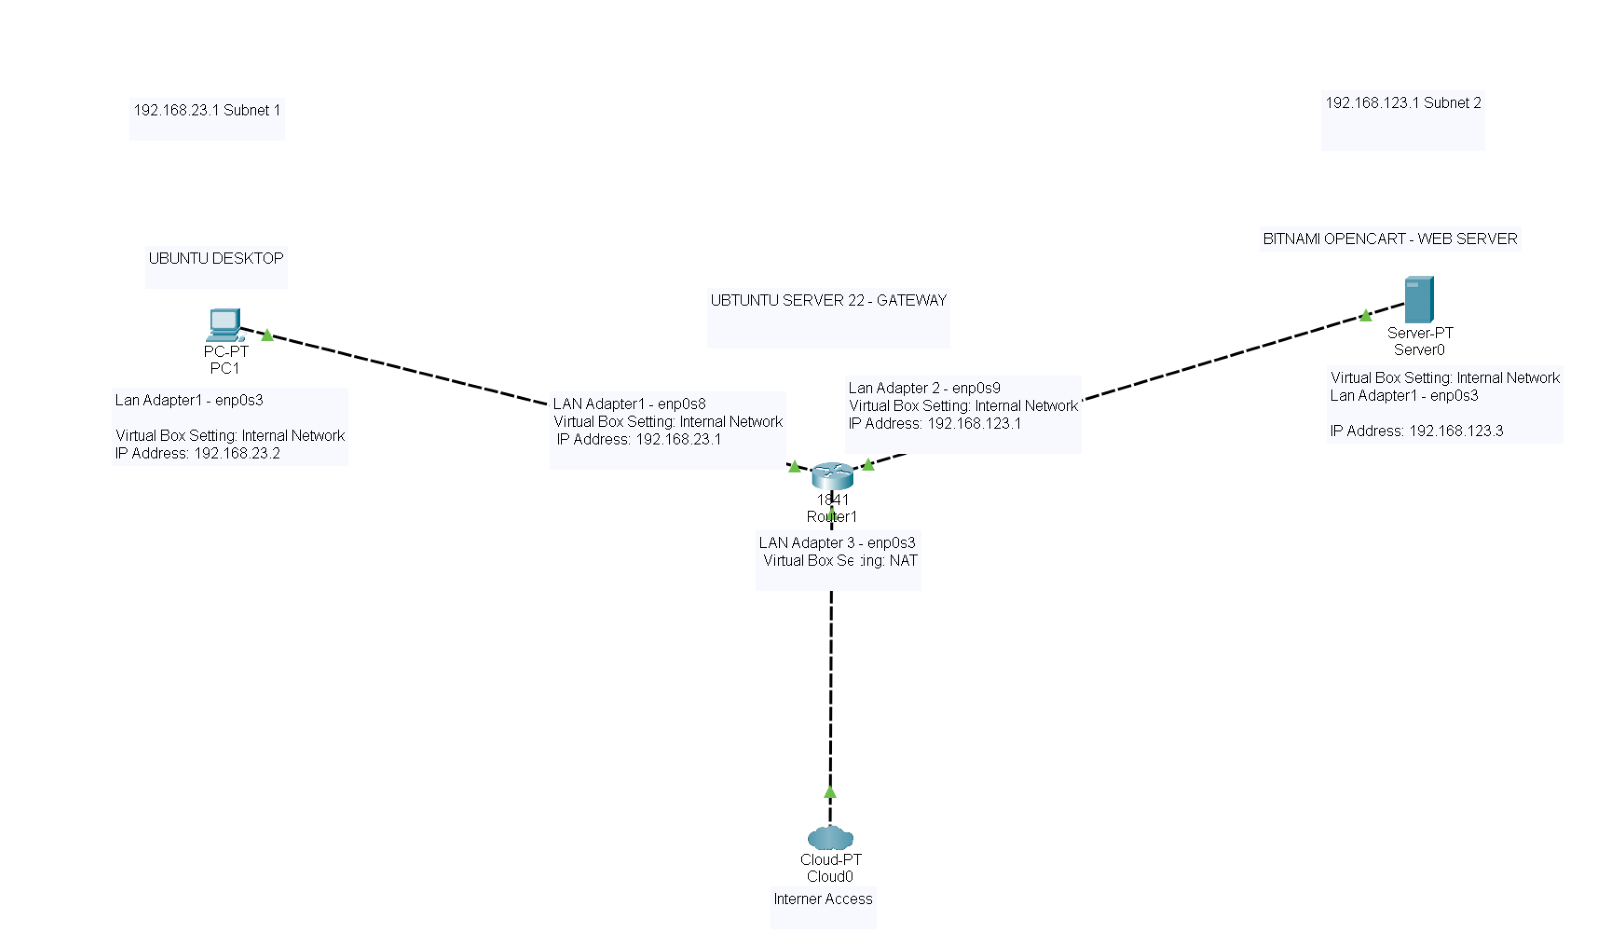 192.168.23.1 Subnet 1
192.168.123.1 Subnet 2
UBUNTU DESKTOP
UBTUNTU SERVER 22 - GATEWAY
BITNAMI OPENCART - WEB SERVER
PC-PT
PC1
Lan Adapter1 - enp0s3
Virtual Box Setting: Internal Network
IP Address: 192.168.23.2
LAN Adapter1 - enp0s8
Virtual Box Setting: Internal Network
IP Address: 192.168.23.1
Lan Adapter 2 - enp0s9
Virtual Box Setting: Internal Network
IP Address: 192.168.123.1
Server-PT
Server0
Virtual Box Setting: Internal Network
Lan Adapter1 - enp0s3
IP Address: 192.168.123.3
1841
Router1
LAN Adapter 3 - enp0s3
Virtual Box Setting: NAT
Cloud-PT
Cloud0
Interner Access